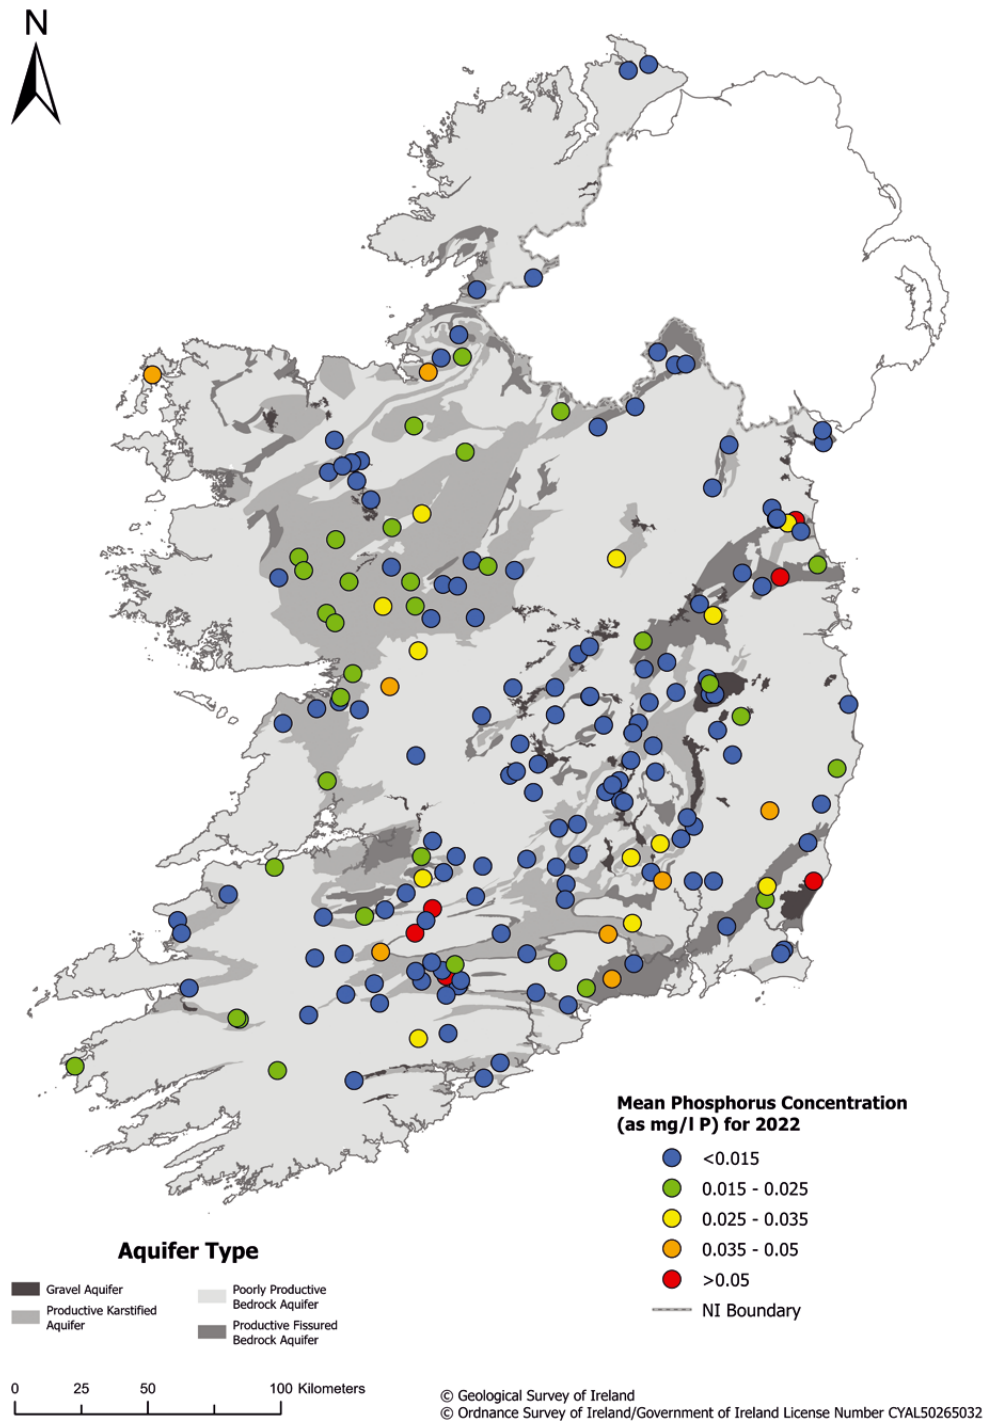 N
Mean Phosphorus Concentration
(as mg/l P) for 2022
<0.015
0.015 - 0.025
0.025 - 0.035
0.035 - 0.05
>0.05
NI Boundary
Aquifer Type
Gravel Aquifer
Productive Karstified
Aquifer
Poorly Productive
Bedrock Aquifer
Productive Fissured
Bedrock Aquifer
0 25 50 100 Kilometers
© Geological Survey of Ireland
© Ordnance Survey of Ireland/Government of Ireland License Number CYAL50265032